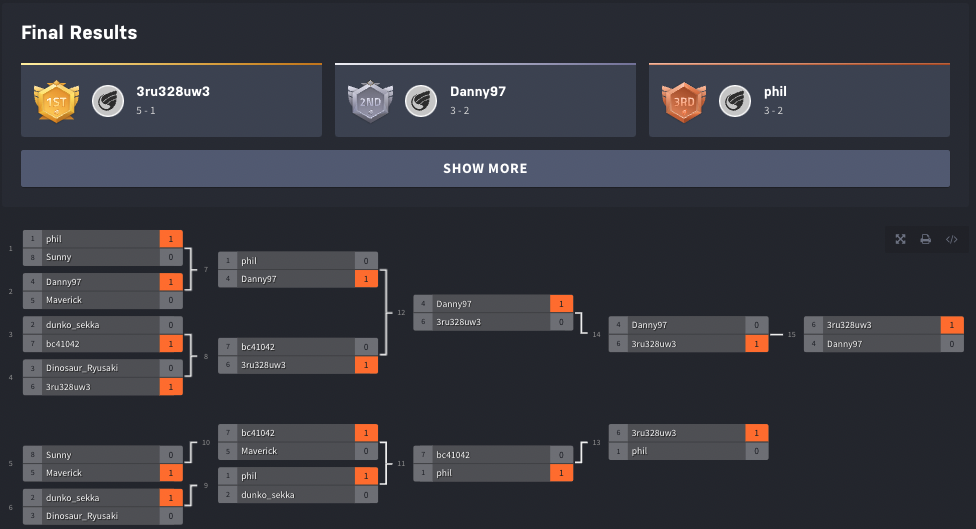 Final Results
1ST 3ru328uw3
5 - 1
2ND Danny97
3 - 2
3RD phil
3 - 2
SHOW MORE
1
1 phil 1
8 Sunny 0
2
4 Danny97 1
5 Maverick 0
3
2 dunko_sekka 0
7 bc41042 1
4
3 Dinosaur_Ryusaki 0
6 3ru328uw3 1
7
1 phil 0
4 Danny97 1
8
7 bc41042 0
6 3ru328uw3 1
12
4 Danny97 1
6 3ru328uw3 0
14
4 Danny97 0
6 3ru328uw3 1
15
6 3ru328uw3 1
4 Danny97 0
5
8 Sunny 0
5 Maverick 1
6
2 dunko_sekka 1
3 Dinosaur_Ryusaki 0
10
7 bc41042 1
5 Maverick 0
9
1 phil 1
2 dunko_sekka 0
11
7 bc41042 0
1 phil 1
13
6 3ru328uw3 1
1 phil 0